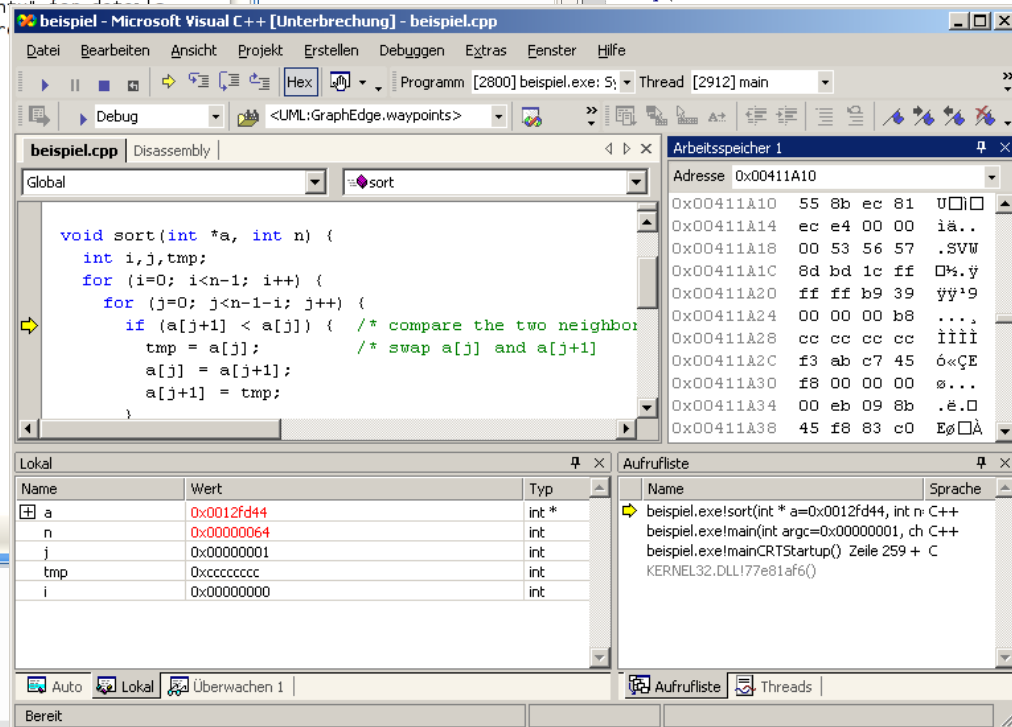 beispiel - Microsoft Visual C++ [Unterbrechung] - beispiel.cpp
Datei Bearbeiten Ansicht Projekt Erstellen Debuggen Extras Fenster Hilfe
Hex Programm [2800] beispiel.exe: Thread [2912] main
Debug <UML:GraphEdge.waypoints>
beispiel.cpp Disassembly
Global sort
void sort(int *a, int n) {
int i,j,tmp;
for (i=0; i<n-1; i++) {
for (j=0; j<n-1-i; j++) {
if (a[j+1] < a[j]) { /* compare the two neighbor
tmp = a[j]; /* swap a[j] and a[j+1]
a[j] = a[j+1];
a[j+1] = tmp;
}
Arbeitsspeicher 1
Adresse 0x00411A10
0x00411A10 55 8b ec 81 U□ì□
0x00411A14 ec e4 00 00 ìä..
0x00411A18 00 53 56 57 .SVW
0x00411A1C 8d bd 1c ff □½.ÿ
0x00411A20 ff ff b9 39 ÿÿ¹9
0x00411A24 00 00 00 b8 ...¸
0x00411A28 cc cc cc cc ÌÌÌÌ
0x00411A2C f3 ab c7 45 ó«ÇE
0x00411A30 f8 00 00 00 ø...
0x00411A34 00 eb 09 8b .ë.□
0x00411A38 45 f8 83 c0 Eø□À
Lokal
Name Wert Typ
a 0x0012fd44 int *
n 0x00000064 int
j 0x00000001 int
tmp 0xcccccccc int
i 0x00000000 int
Auto Lokal Überwachen 1
Aufrufliste
Name Sprache
beispiel.exe!sort(int * a=0x0012fd44, int n= C++
beispiel.exe!main(int argc=0x00000001, ch C++
beispiel.exe!mainCRTStartup() Zeile 259 + C
KERNEL32.DLL!77e81af6()
Aufrufliste Threads
Bereit